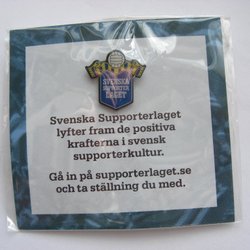 SVENSKA
SUPPORTER
LAGET
Svenska Supporterlaget
lyfter fram de positiva
krafterna i svensk
supporterkultur.
Gå in på supporterlaget.se
och ta ställning du med.